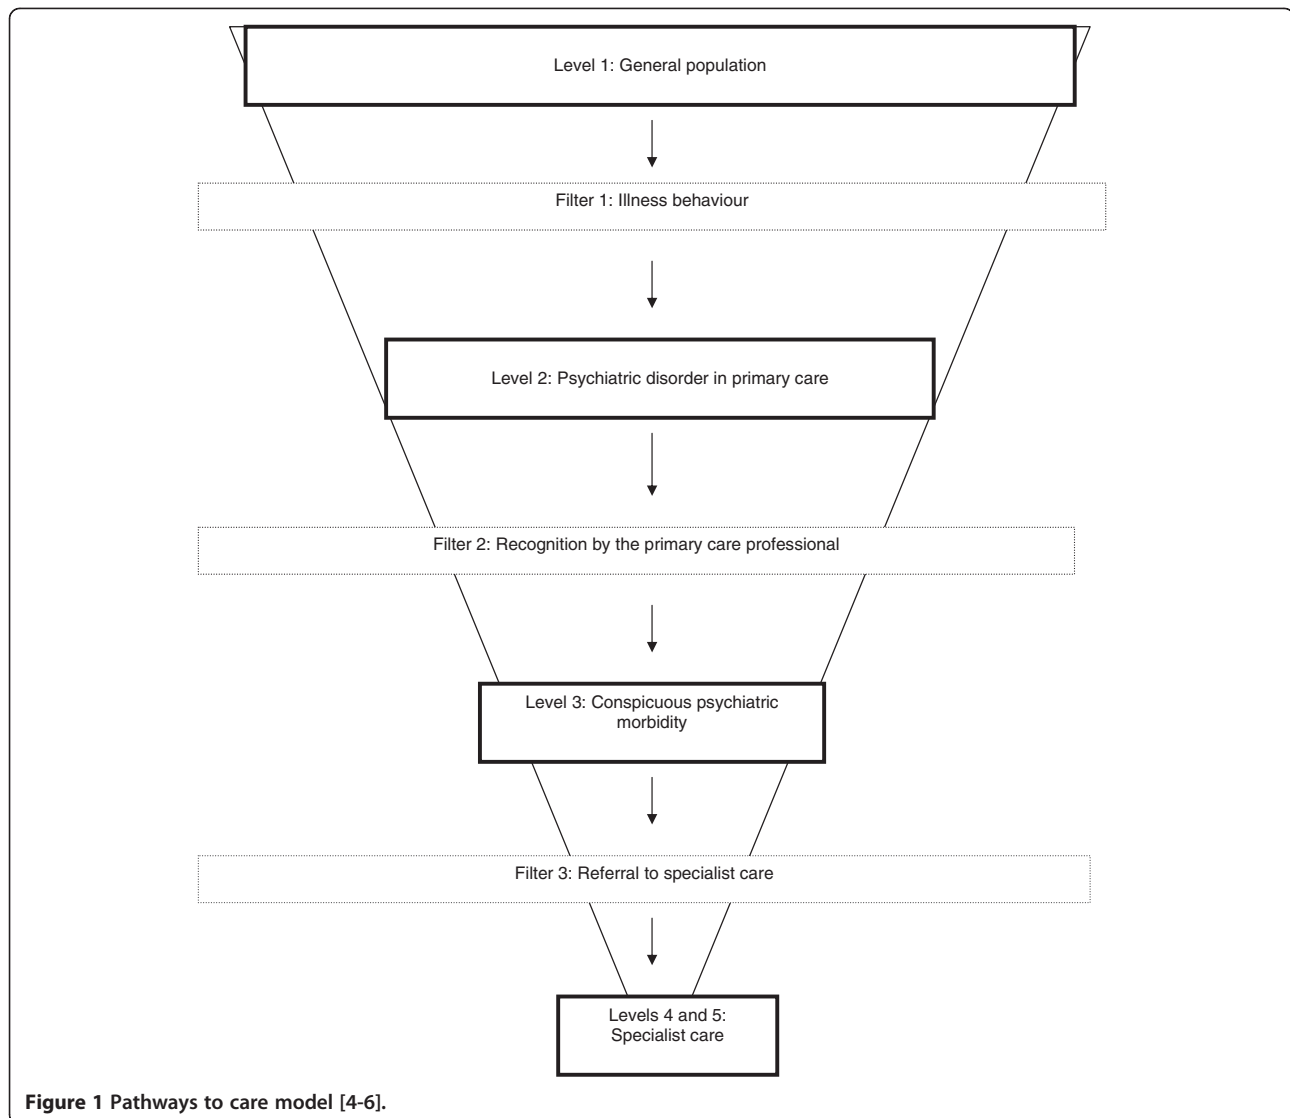 Level 1: General population
Filter 1: Illness behaviour
Level 2: Psychiatric disorder in primary care
Filter 2: Recognition by the primary care professional
Level 3: Conspicuous psychiatric
morbidity
Filter 3: Referral to specialist care
Levels 4 and 5:
Specialist care
Figure 1 Pathways to care model [4-6].